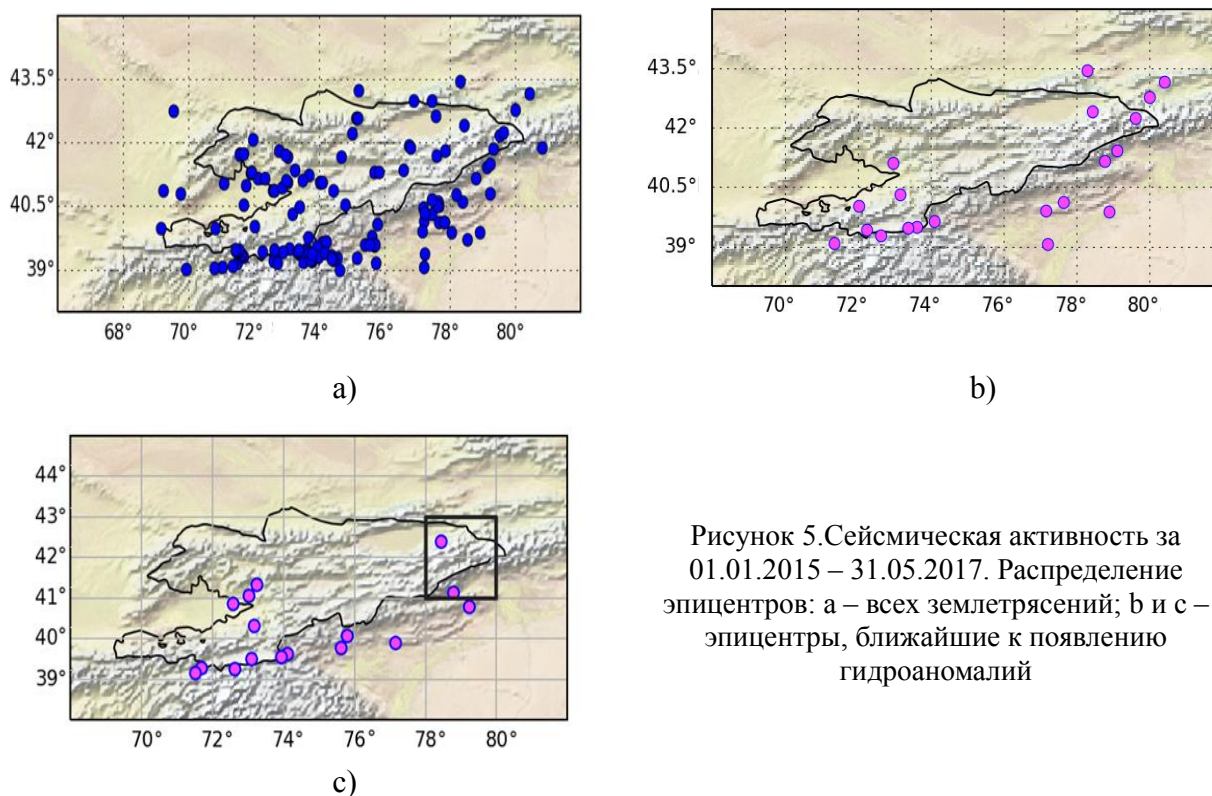 43.5°
42°
40.5°
39°
68° 70° 72° 74° 76° 78° 80°
a)
43.5°
42°
40.5°
39°
70° 72° 74° 76° 78° 80°
b)
44°
43°
42°
41°
40°
39°
70° 72° 74° 76° 78° 80°
c)
Рисунок 5.Сейсмическая активность за
01.01.2015 – 31.05.2017. Распределение
эпицентров: a – всех землетрясений; b и c –
эпицентры, ближайшие к появлению
гидроаномалий